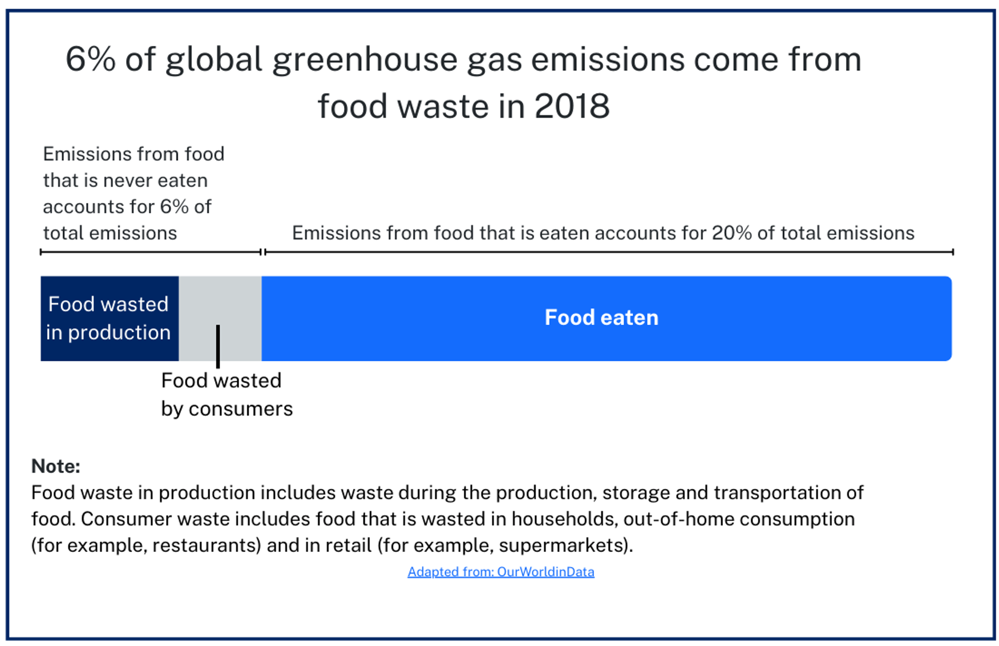 6% of global greenhouse gas emissions come from
food waste in 2018
Emissions from food
that is never eaten
accounts for 6% of
total emissions
Emissions from food that is eaten accounts for 20% of total emissions
Food wasted
in production
Food eaten
Food wasted
by consumers
Note:
Food waste in production includes waste during the production, storage and transportation of
food. Consumer waste includes food that is wasted in households, out-of-home consumption
(for example, restaurants) and in retail (for example, supermarkets).
Adapted from: OurWorldinData